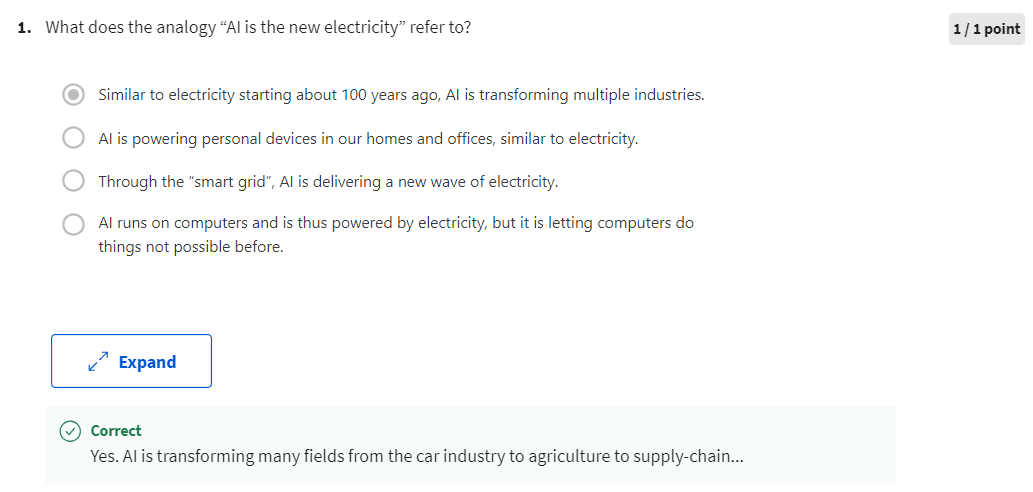 1. What does the analogy “AI is the new electricity” refer to?
1 / 1 point
Similar to electricity starting about 100 years ago, AI is transforming multiple industries.
AI is powering personal devices in our homes and offices, similar to electricity.
Through the “smart grid”, AI is delivering a new wave of electricity.
AI runs on computers and is thus powered by electricity, but it is letting computers do
things not possible before.
Expand
Correct
Yes. AI is transforming many fields from the car industry to agriculture to supply-chain...